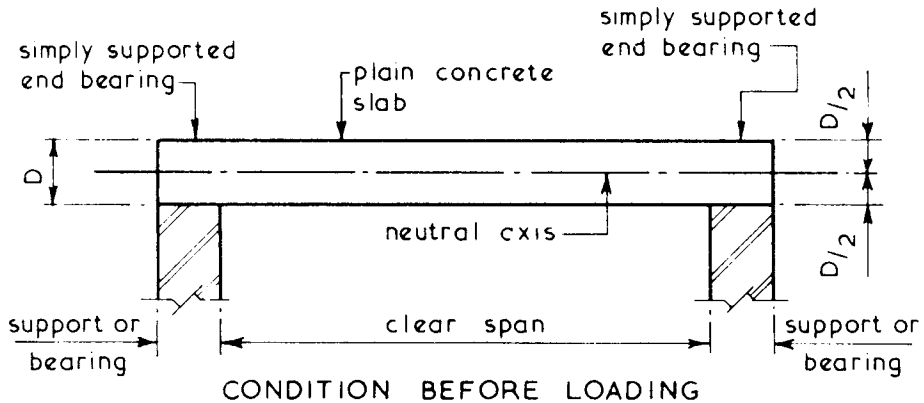 simply supported
end bearing
plain concrete
slab
simply supported
end bearing
D/2
D
neutral cxis
D/2
support or
bearing
clear span
support or
bearing
CONDITION BEFORE LOADING